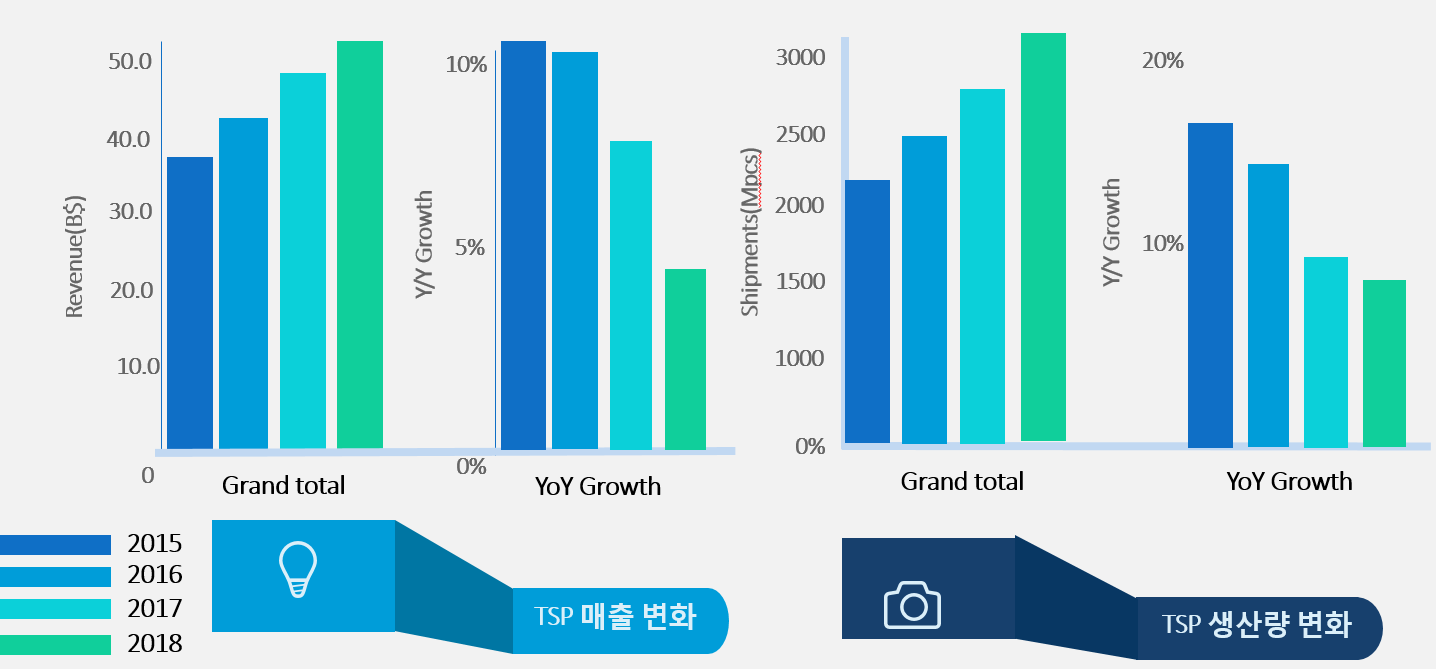 50.0
40.0
30.0
20.0
10.0
0
Revenue(B$)
Grand total
10%
5%
0%
Y/Y Growth
YoY Growth
3000
2500
2000
1500
1000
0%
Shipments(Mpcs)
Grand total
20%
10%
Y/Y Growth
YoY Growth
2015
2016
2017
2018
TSP 매출 변화
TSP 생산량 변화